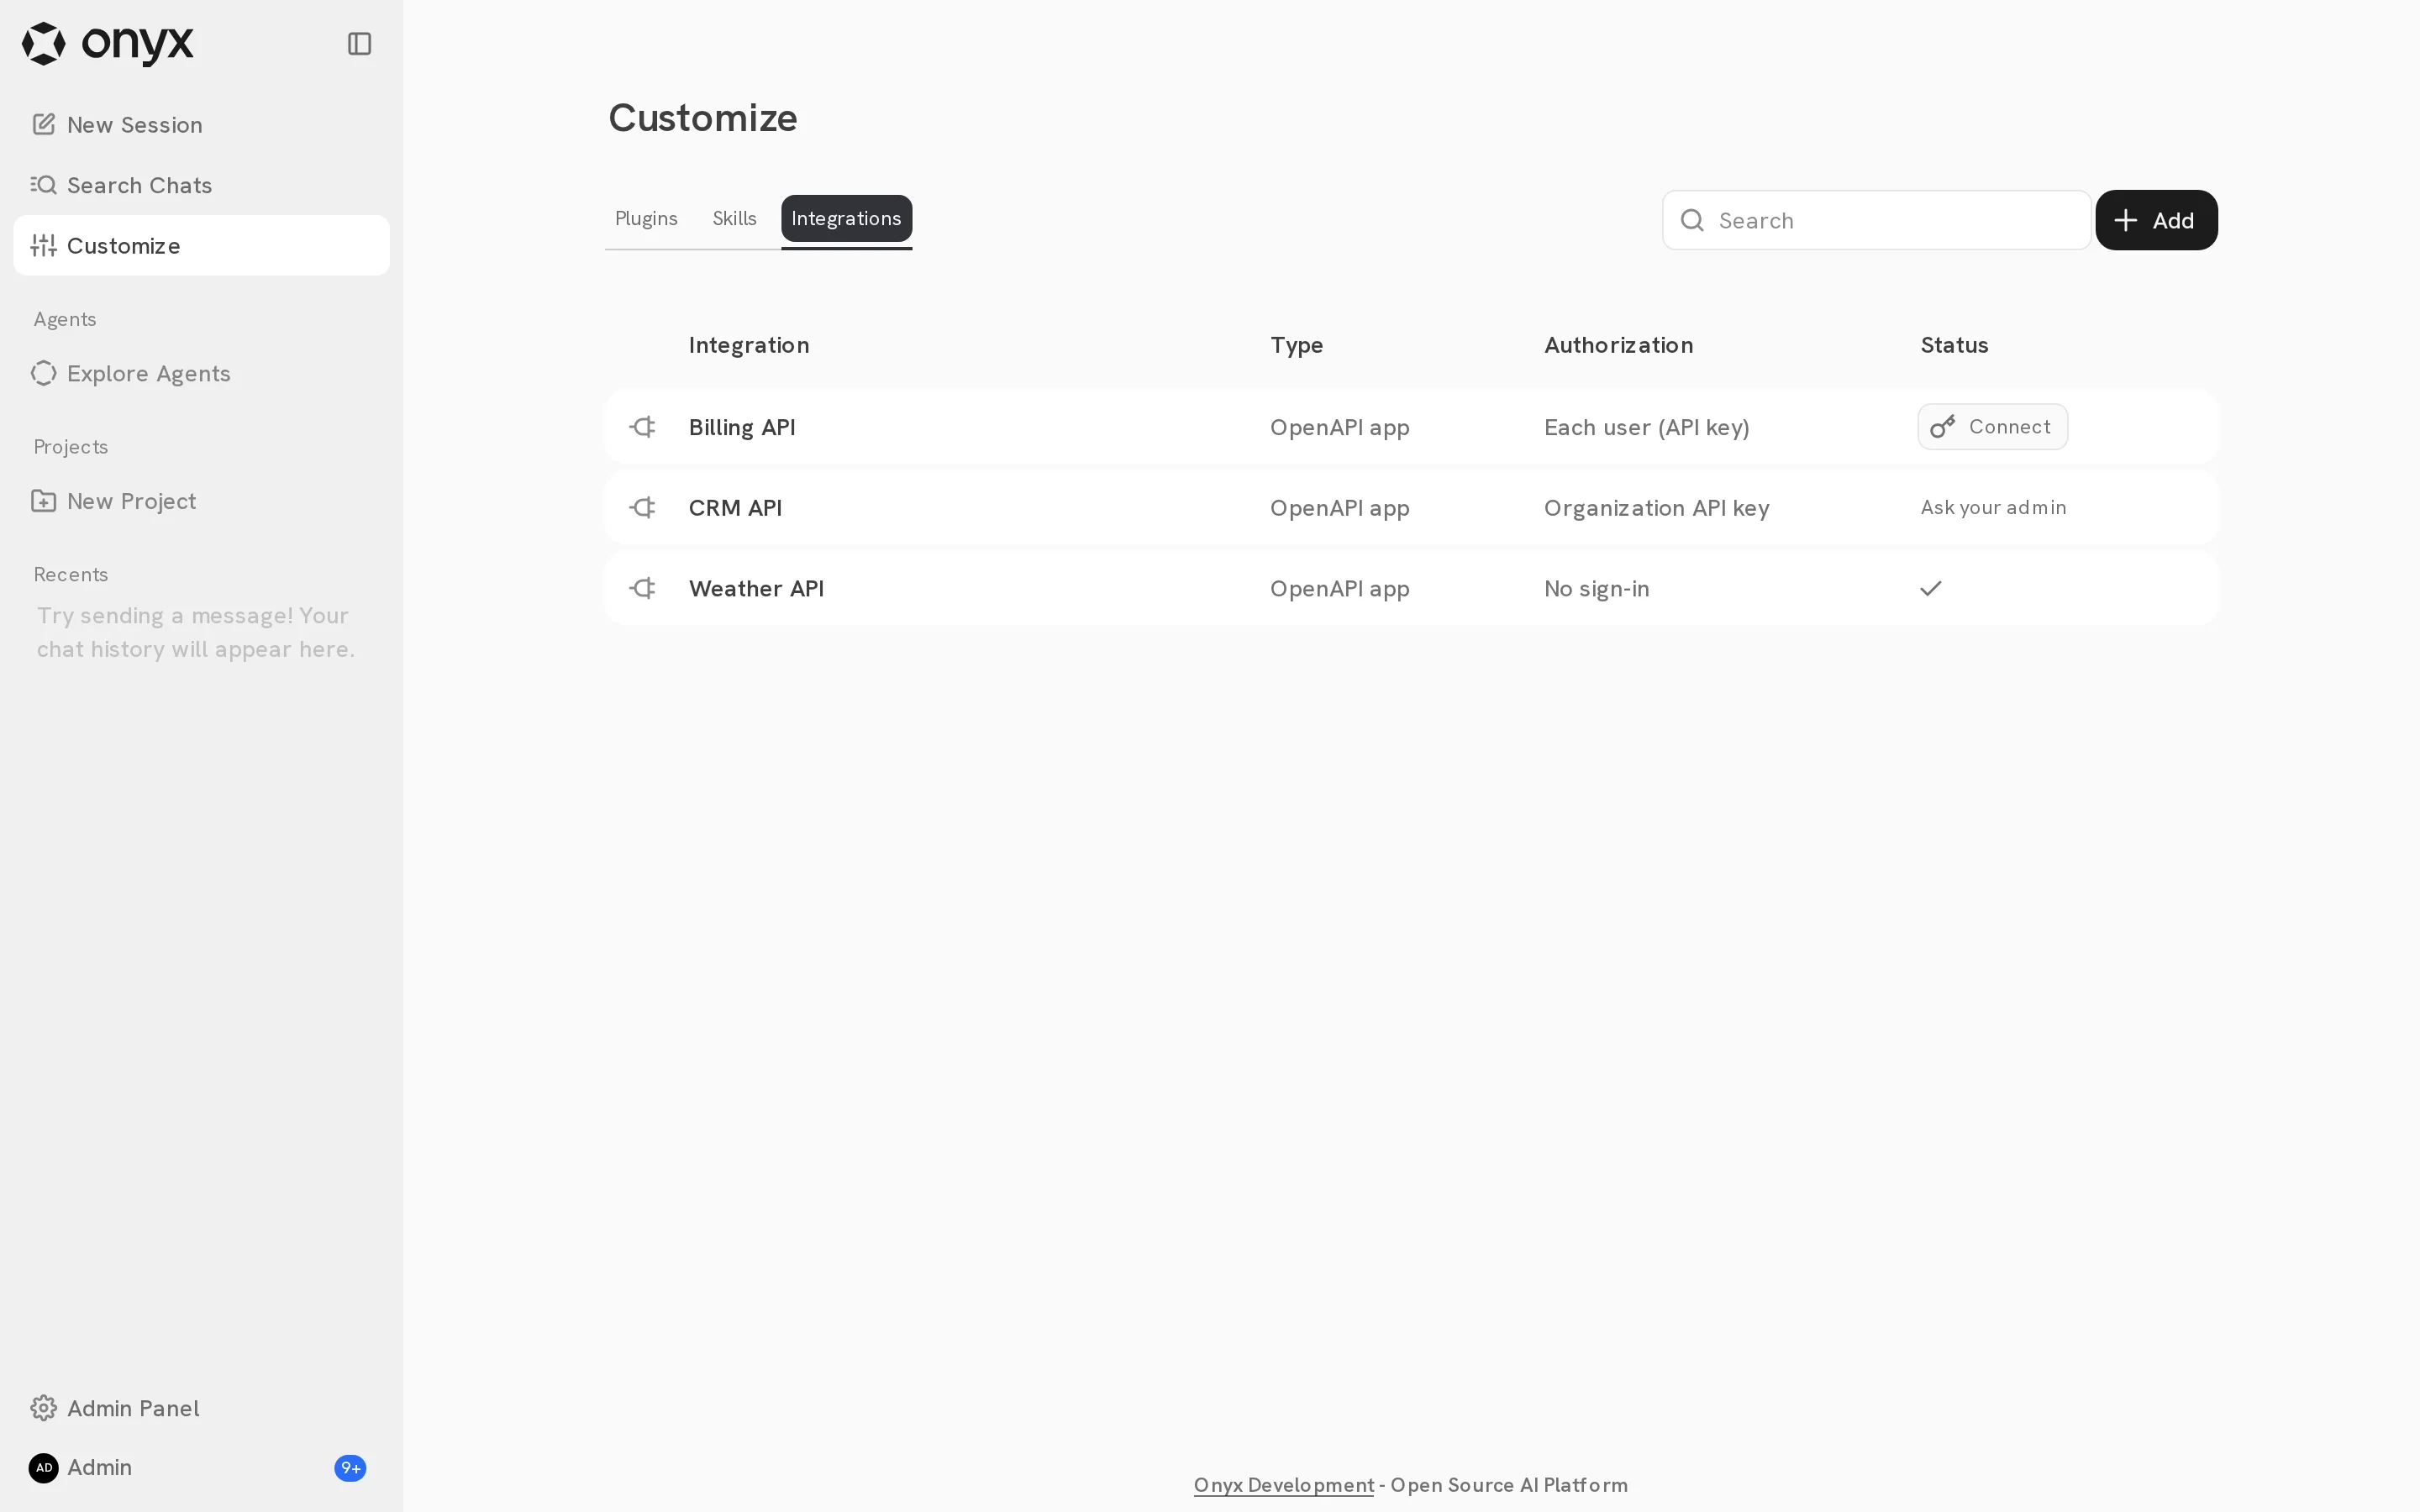 onyx
New Session
Search Chats
Customize
Agents
Explore Agents
Projects
New Project
Recents
Try sending a message! Your
chat history will appear here.
Admin Panel
AD Admin 9+
Customize
Plugins Skills Integrations
Search
Add
Integration Type Authorization Status
Billing API OpenAPI app Each user (API key) Connect
CRM API OpenAPI app Organization API key Ask your admin
Weather API OpenAPI app No sign-in
Onyx Development - Open Source AI Platform